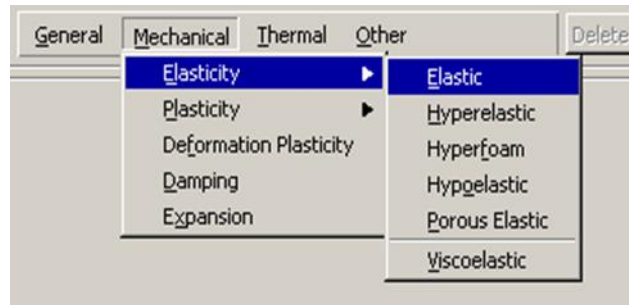 General Mechanical Thermal Other Delete
Elasticity
Plasticity
Deformation Plasticity
Damping
Expansion
Elastic
Hyperelastic
Hyperfoam
Hypoelastic
Porous Elastic
Viscoelastic